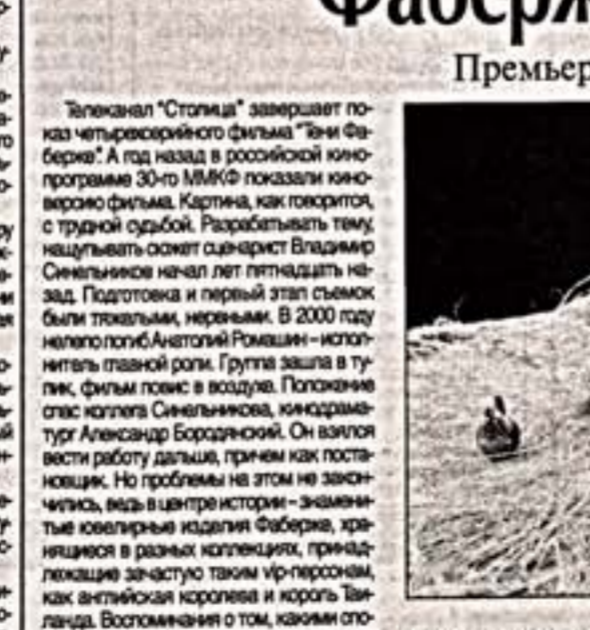 Фаберж
Премьер
Телеканал "Столица" завершает по-
каз четырехсерийного фильма "Тени Фа-
берже". А год назад в российской кино-
программе 30-го ММКФ показали кино-
версию фильма. Картина, как говорится,
с трудной судьбой. Разрабатывать тему,
нащупывать сюжет сценарист Владимир
Синельников начал лет пятнадцать на-
зад. Подготовка и первый этап съемок
были тяжелыми, нервными. В 2000 году
нелепо погиб Анатолий Ромашин – испол-
нитель главной роли. Группа зашла в ту-
пик, фильм повис в воздухе. Положение
спас коллега Синельникова, кинодрама-
тург Александр Бородянский. Он взялся
вести работу дальше, причем как поста-
новщик. Но проблемы на этом не закон-
чились, ведь в центре истории – знамени-
тые ювелирные изделия Фаберже, хра-
нящиеся в разных коллекциях, принад-
лежащие зачастую таким vip-персонам,
как английская королева и король Таи-
ланда. Воспоминания о том, какими спо-